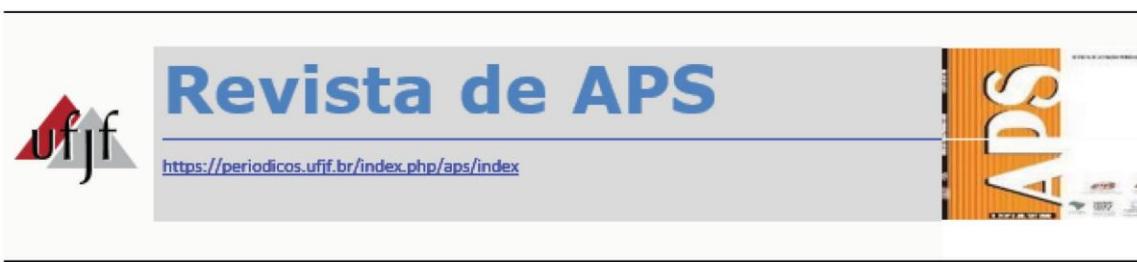 Revista de APS
ufjf
https://periodicos.ufjf.br/index.php/aps/index
APS